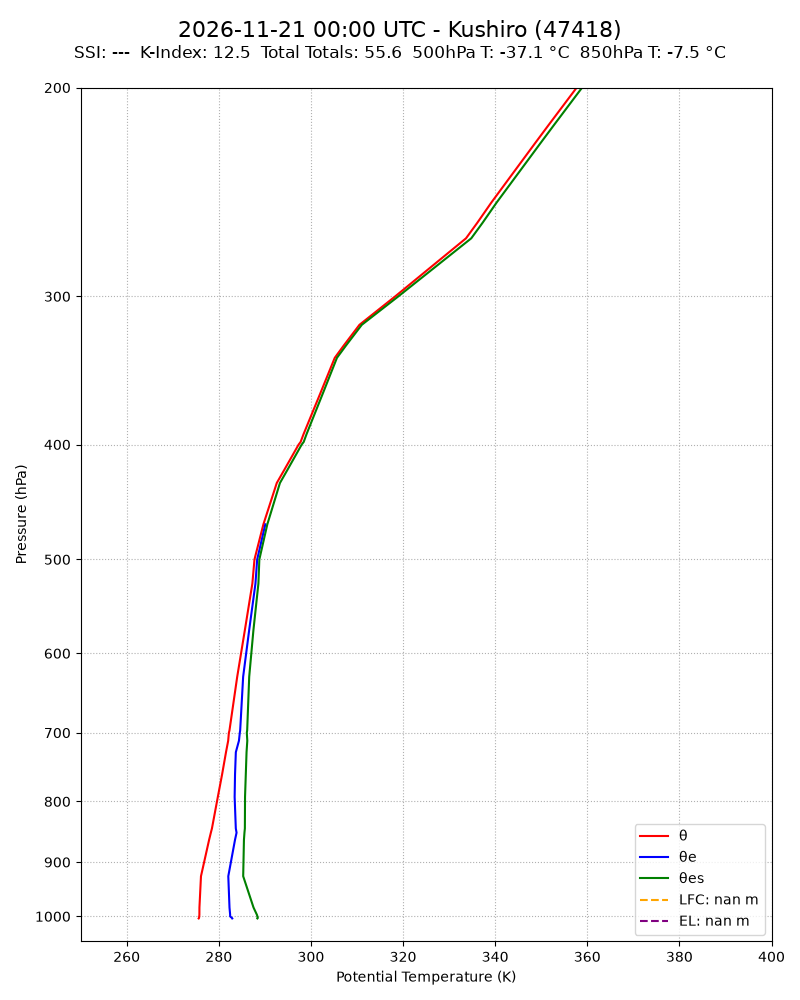 2026-11-21 00:00 UTC - Kushiro (47418)
SSI: ---  K-Index: 12.5  Total Totals: 55.6  500hPa T: -37.1 °C  850hPa T: -7.5 °C
200
300
400
500
600
700
800
900
1000
Pressure (hPa)
260 280 300 320 340 360 380 400
Potential Temperature (K)
θ
θe
θes
LFC: nan m
EL: nan m